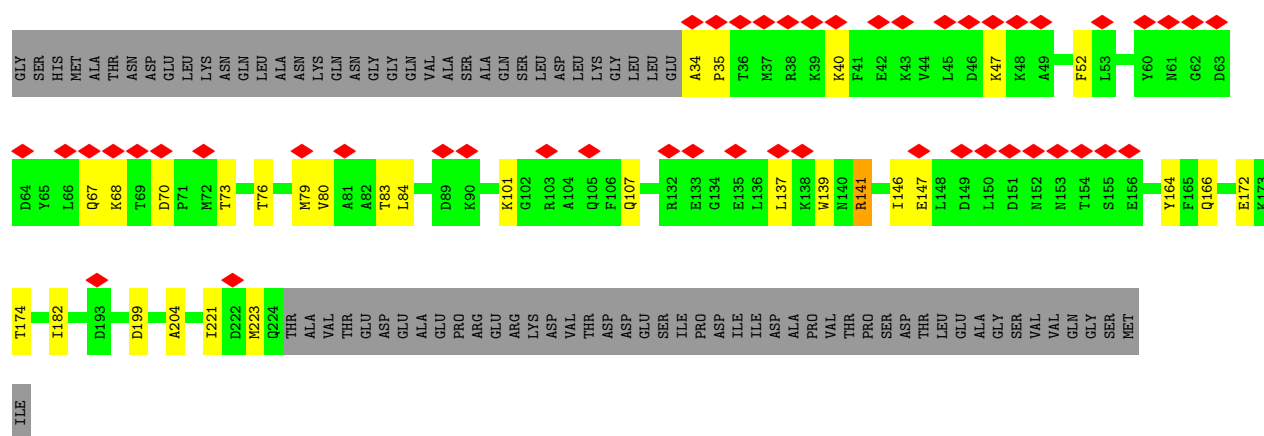 GLY SER HIS MET ALA THR ASN ASP GLU LEU LYS ASN GLN LEU ALA ASN LYS GLN ASN GLY GLY GLN VAL ALA SER ALA GLN SER LEU ASP LEU LYS GLY LEU LEU GLU A34 P35 T36 M37 R38 K39 K40 F41 E42 K43 V44 L45 D46 K47 K48 A49 F52 L53 Y60 N61 G62 D63
D64 Y65 L66 Q67 K68 T69 D70 P71 M72 T73 T76 M79 V80 A81 A82 T83 L84 D89 K90 K101 G102 R103 A104 Q105 F106 Q107 R132 E133 G134 E135 L136 L137 K138 W139 N140 R141 I146 E147 L148 D149 L150 D151 N152 N153 T154 S155 E156 Y164 F165 Q166 E172 K173
T174 I182 D193 D199 A204 I221 D222 M223 Q224 THR ALA VAL THR GLU ASP GLU ALA GLU PRO ARG GLU ARG LYS ASP VAL THR ASP ASP GLU SER ILE PRO ASP ILE ILE ASP ALA PRO VAL THR PRO SER ASP THR LEU GLU ALA GLY SER VAL VAL GLN GLY SER MET
ILE